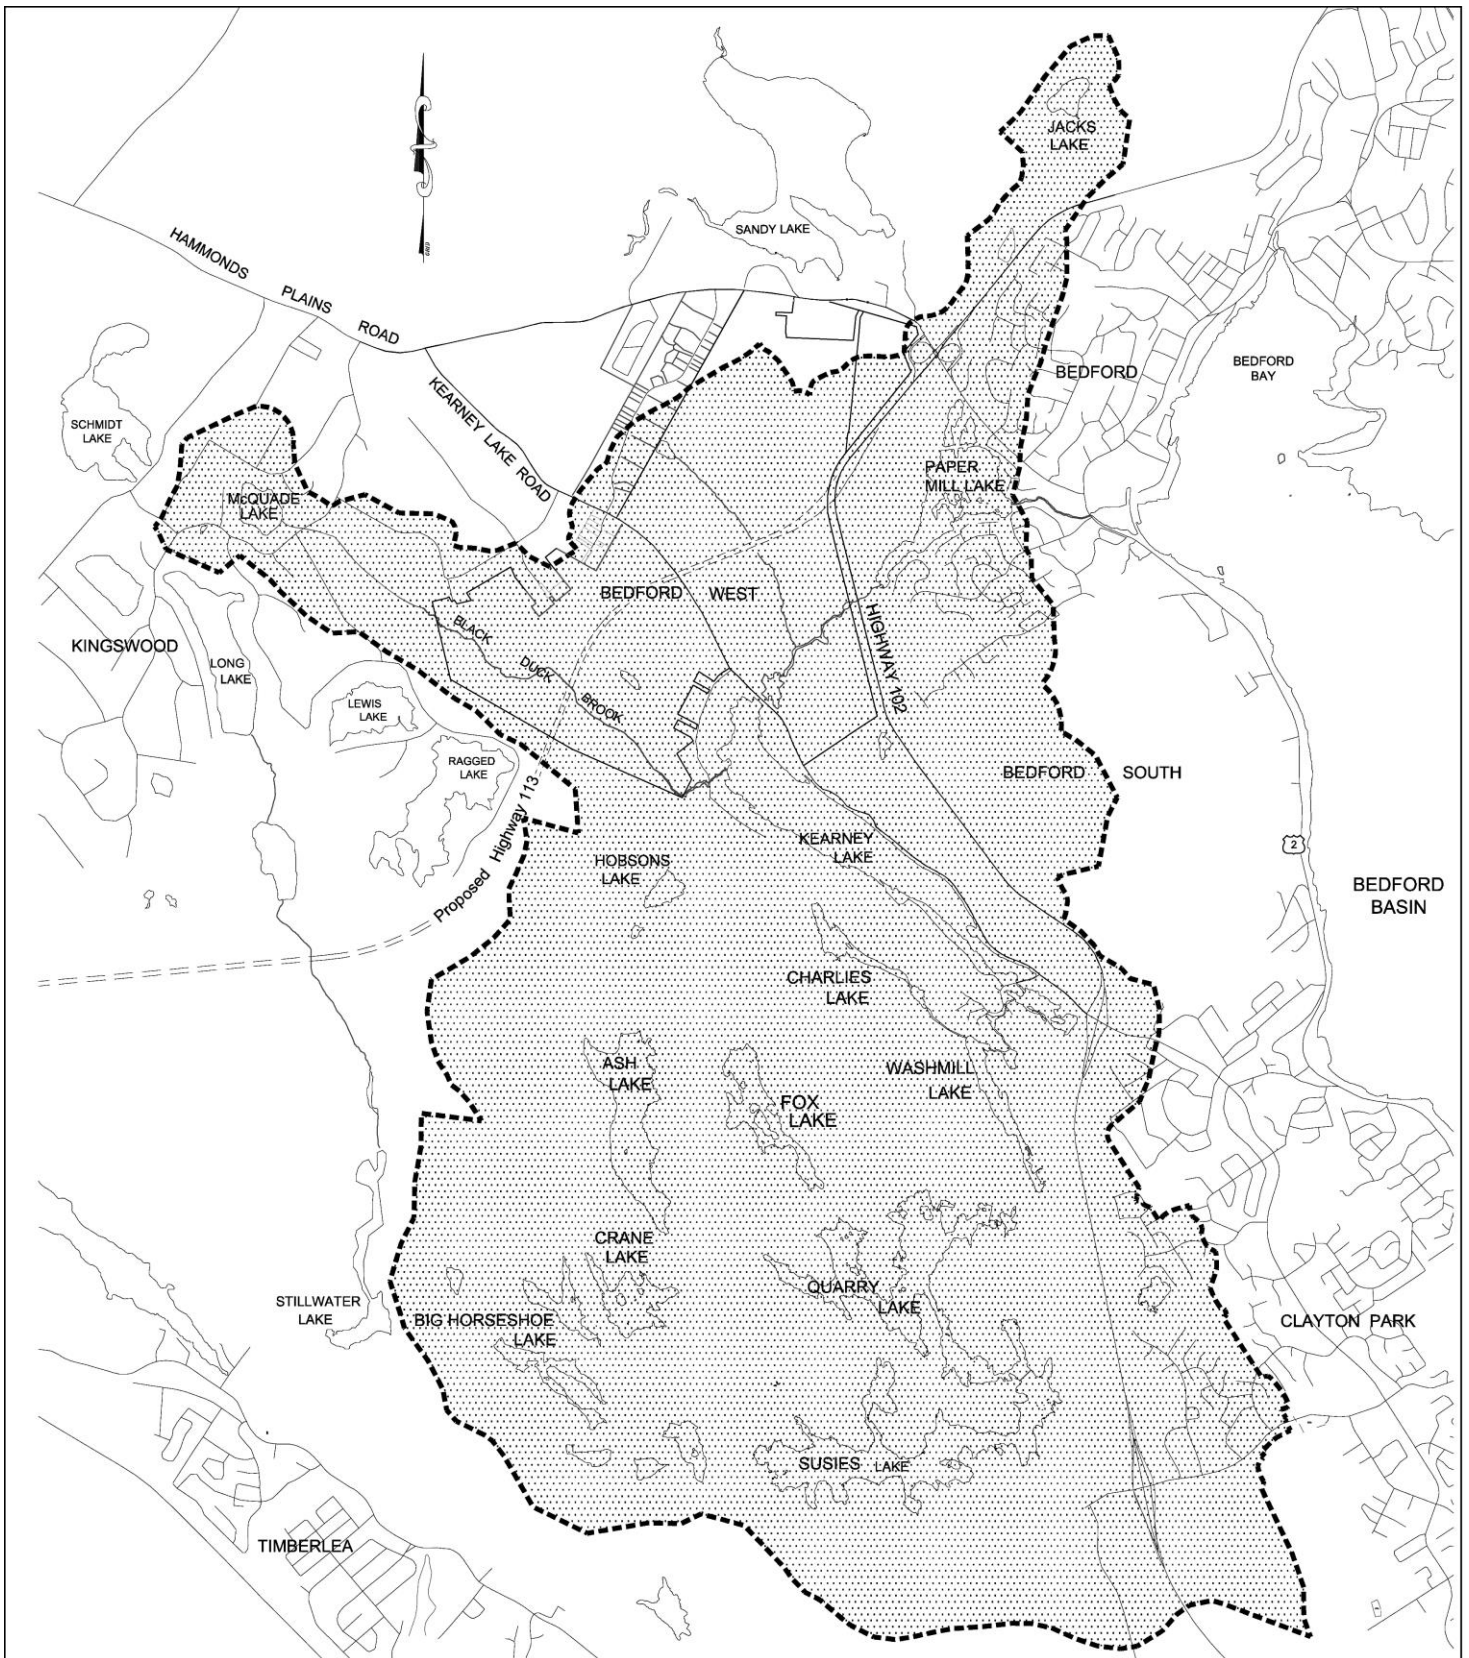 JACKS
LAKE
SANDY LAKE
HAMMONDS
PLAINS
ROAD
BEDFORD
BAY
BEDFORD
KEARNEY LAKE ROAD
SCHMIDT
LAKE
PAPER
MILL LAKE
McQUADE
LAKE
BEDFORD WEST
HIGHWAY 102
BLACK
DUCK
BROOK
KINGSWOOD
LONG
LAKE
LEWIS
LAKE
RAGGED
LAKE
BEDFORD SOUTH
Proposed Highway 113
KEARNEY
LAKE
2
HOBSONS
LAKE
BEDFORD
BASIN
CHARLIES
LAKE
ASH
LAKE
WASHMILL
LAKE
FOX
LAKE
CRANE
LAKE
QUARRY
LAKE
STILLWATER
LAKE
BIG HORSESHOE
LAKE
CLAYTON PARK
SUSIES LAKE
TIMBERLEA